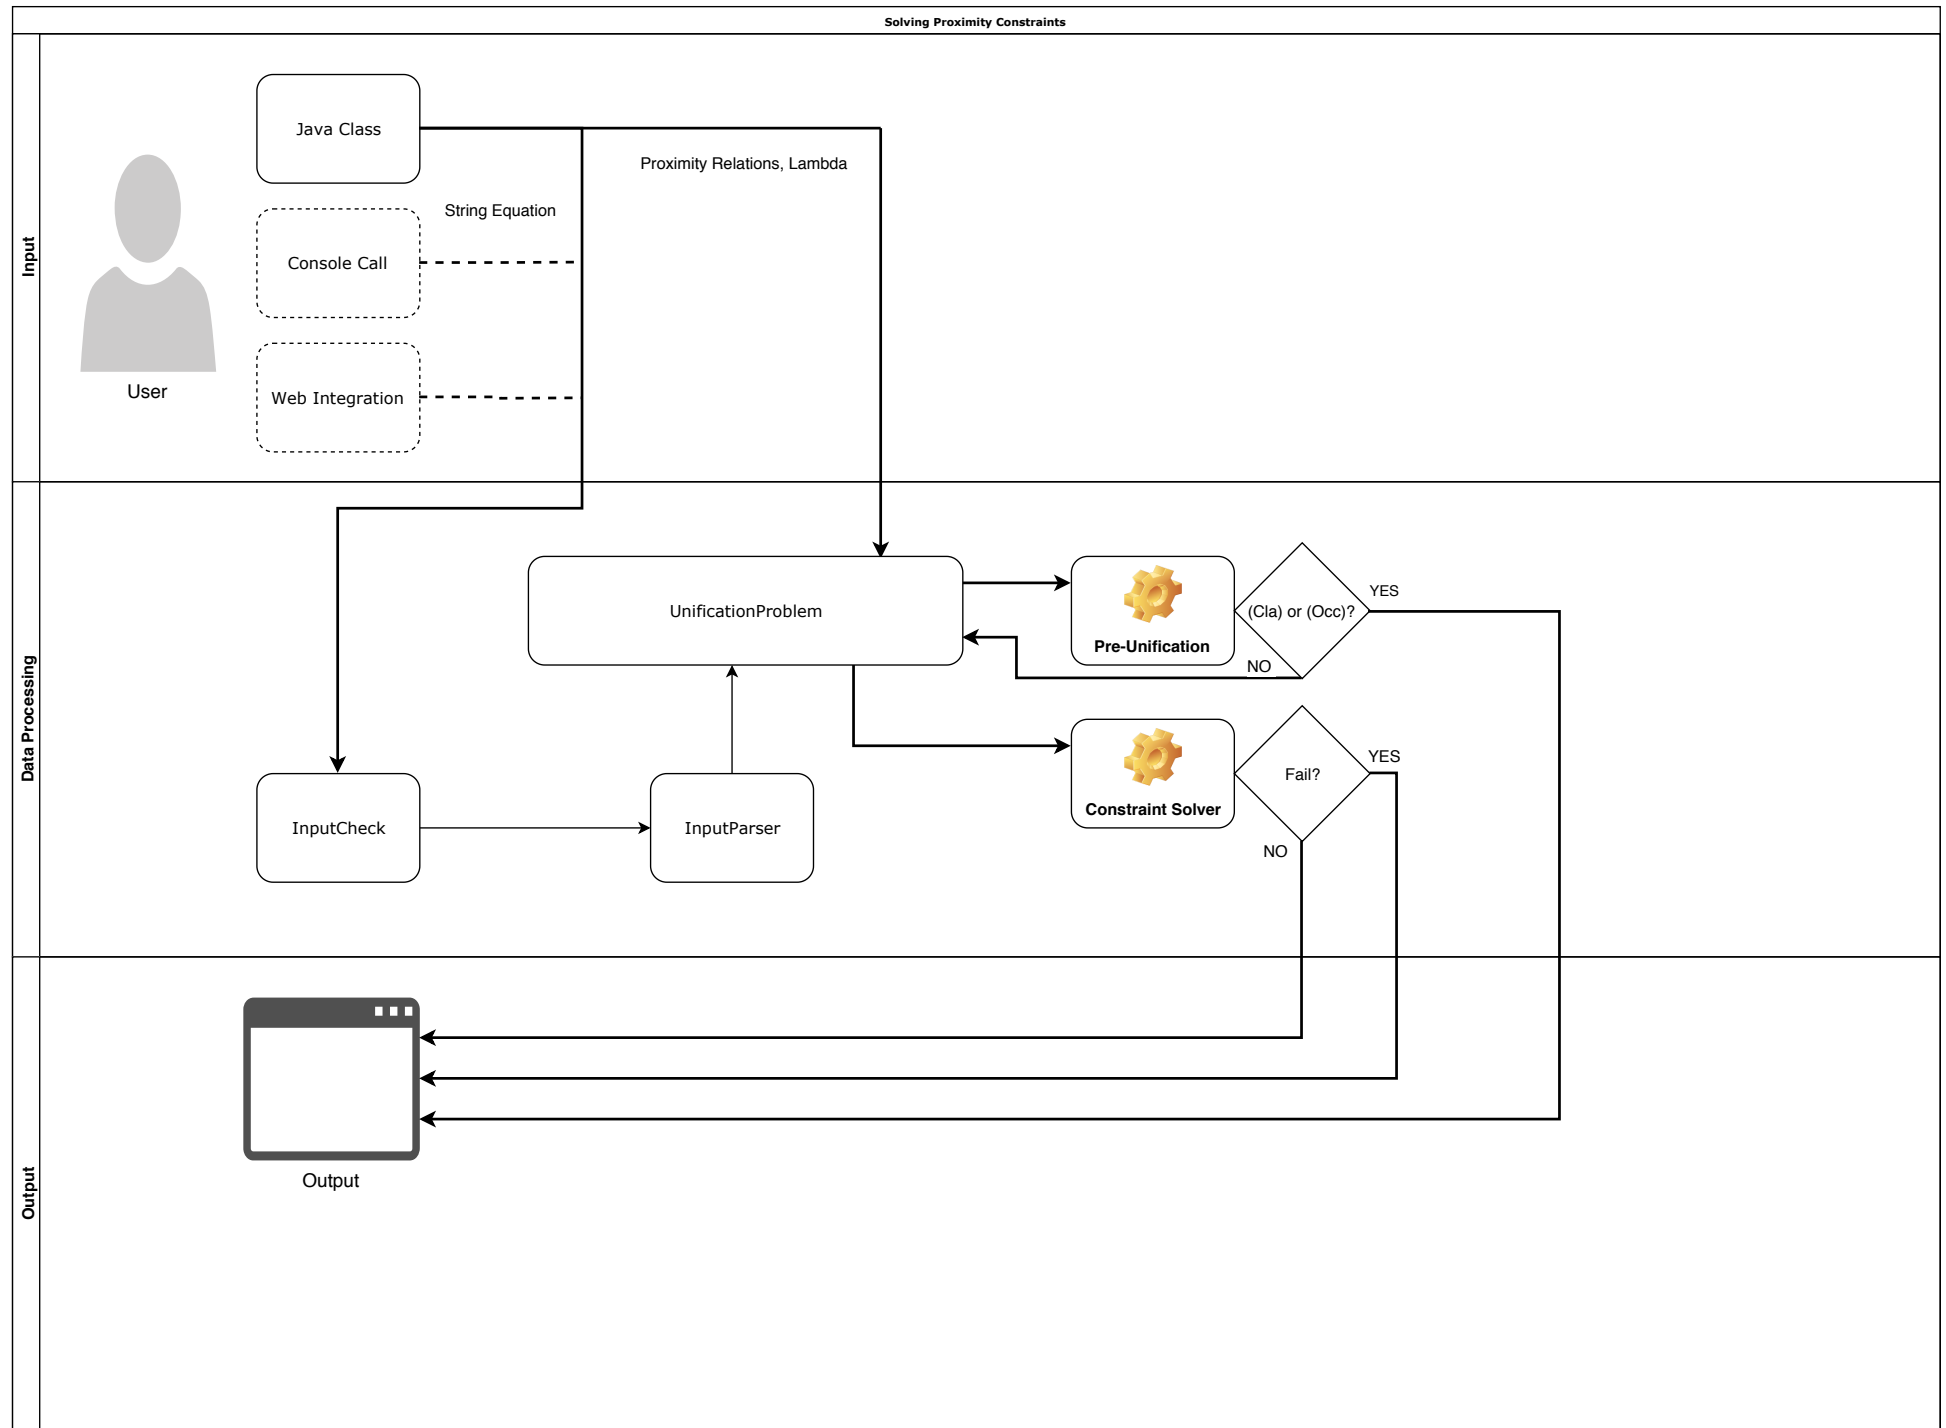 Solving Proximity Constraints
Input
Java Class
Proximity Relations, Lambda
String Equation
Console Call
User
Web Integration
Data Processing
UnificationProblem
Pre-Unification
(Cla) or (Occ)?
YES
NO
Constraint Solver
Fail?
YES
NO
InputCheck
InputParser
Output
Output